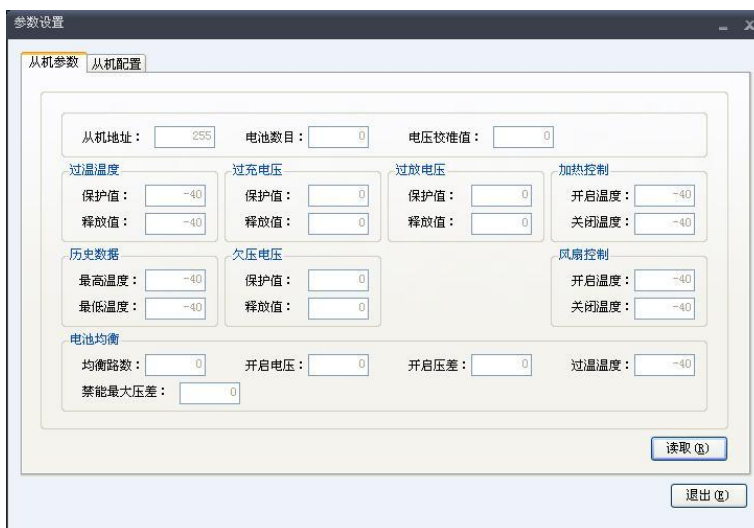 参数设置
从机参数 从机配置
从机地址： 255 电池数目： 0 电压校准值： 0
过温温度 过充电压 过放电压 加热控制
保护值： -40 保护值： 0 保护值： 0 开启温度： -40
释放值： -40 释放值： 0 释放值： 0 关闭温度： -40
历史数据 欠压电压 风扇控制
最高温度： -40 保护值： 0 开启温度： -40
最低温度： -40 释放值： 0 关闭温度： -40
电池均衡
均衡路数： 0 开启电压： 0 开启压差： 0 过温温度： -40
禁能最大压差： 0
读取(R)
退出(E)